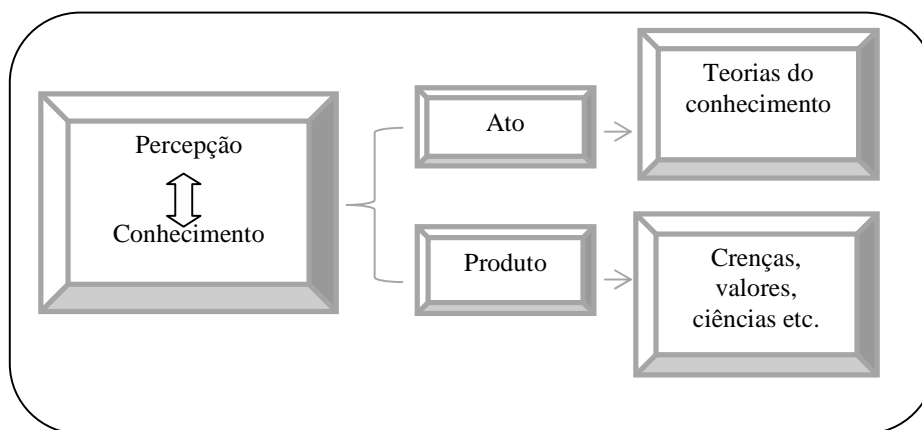 Percepção
Conhecimento
Ato
Teorias do
conhecimento
Produto
Crenças,
valores,
ciências etc.